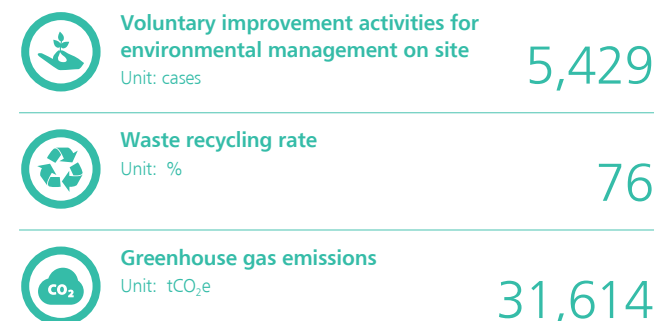 Voluntary improvement activities for
environmental management on site
Unit: cases
5,429
Waste recycling rate
Unit: %
76
CO₂
Greenhouse gas emissions
Unit: tCO₂e
31,614